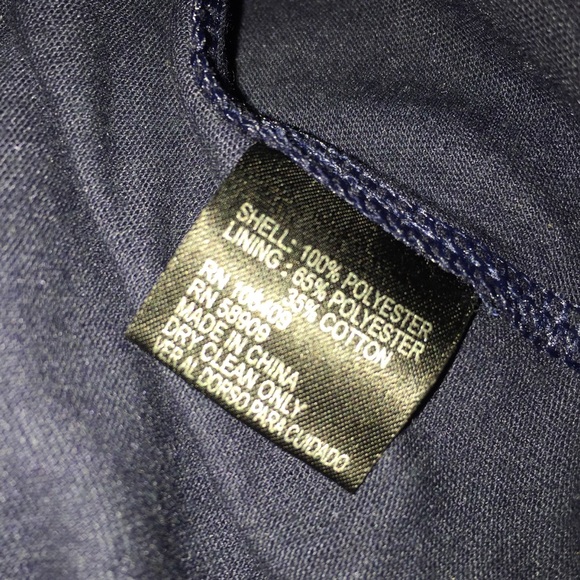 SHELL: 100% POLYESTER
LINING: 65% POLYESTER
35% COTTON
RN
RN 58909
MADE IN CHINA
DRY CLEAN ONLY
VER AL DORSO PARA CUIDADO